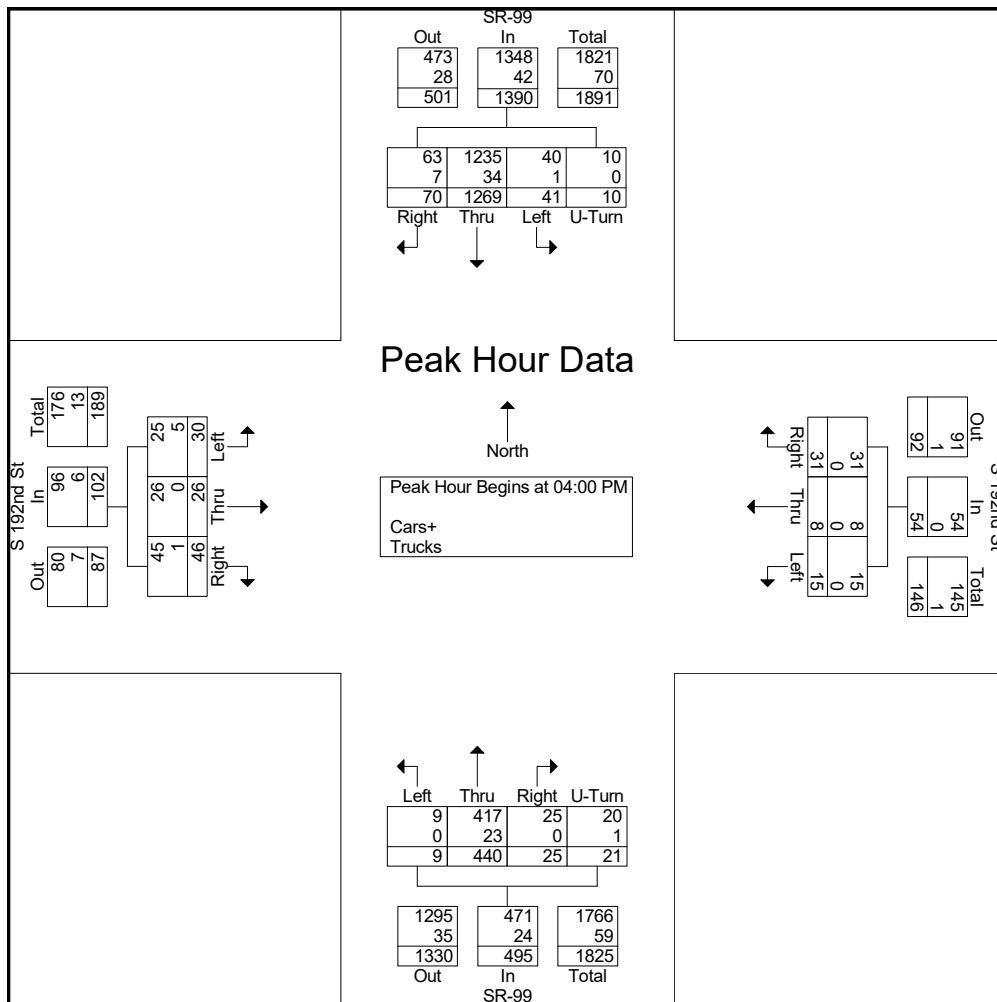 SR-99
Out In Total
473 1348 1821
28 42 70
501 1390 1891
63 1235 40 10
7 34 1 0
70 1269 41 10
Right Thru Left U-Turn
Peak Hour Data
North
Peak Hour Begins at 04:00 PM
Cars+
Trucks
S 192nd St
Total In Out
176 96 80
13 6 7
189 102 87
25 26 45
5 0 1
30 26 46
Left Thru Right
S 192nd St
Out In Total
91 54 145
1 0 1
92 54 146
31 8 15
0 0 0
31 8 15
Right Thru Left
Left Thru Right U-Turn
9 417 25 20
0 23 0 1
9 440 25 21
1295 471 1766
35 24 59
1330 495 1825
Out In Total
SR-99